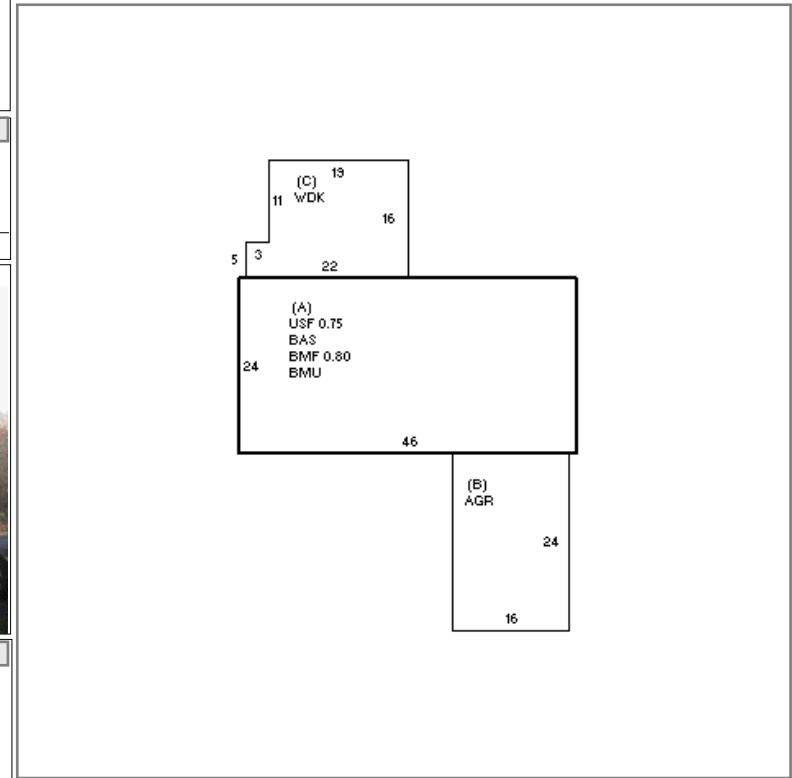 19
(C)
WDK
11
16
5
3
22
(A)
USF 0.75
BAS
BMF 0.80
BMU
24
46
(B)
AGR
24
16